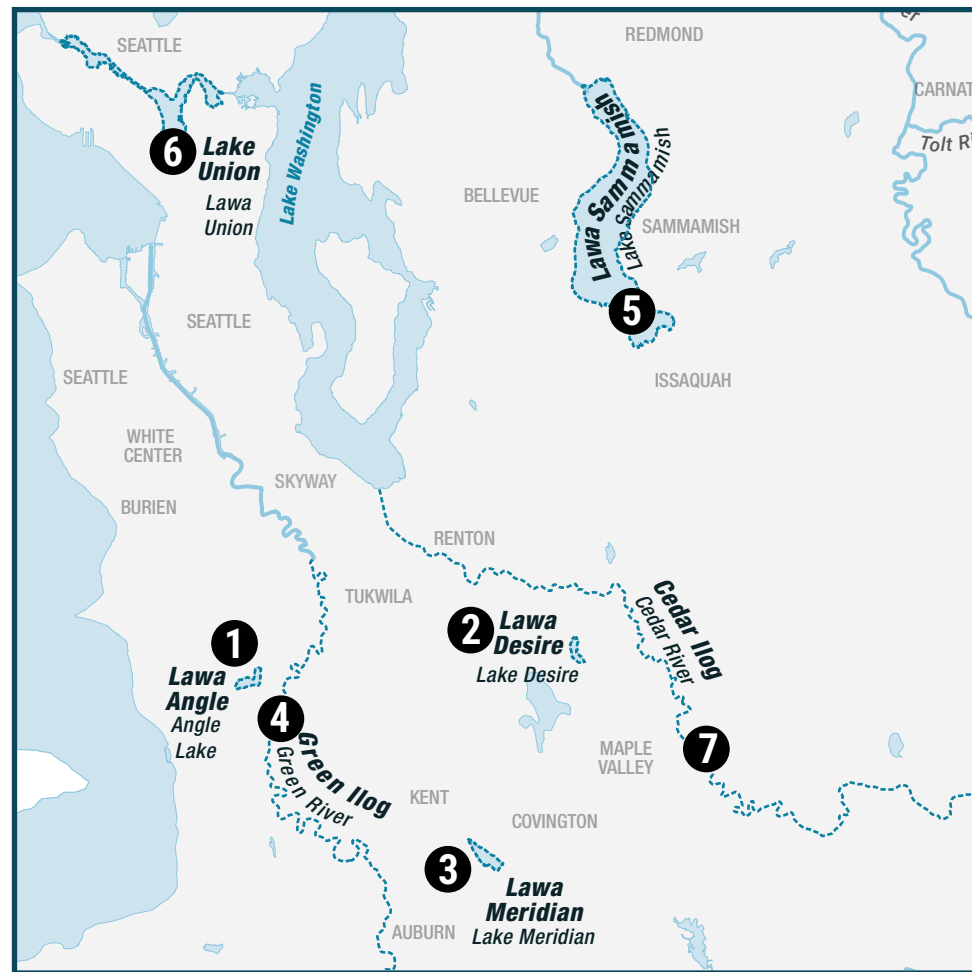 SEATTLE
REDMOND
er
CARNAT
Tolt Ri
6
Lake
Union
Lawa
Union
Lake Washington
Lawa Sammamish
Lake Sammamish
BELLEVUE
SAMMAMISH
5
ISSAQUAH
SEATTLE
SEATTLE
WHITE
CENTER
BURIEN
SKYWAY
RENTON
TUKWILA
1
Lawa
Angle
Angle
Lake
2
Lawa
Desire
Lake Desire
Cedar Ilog
Cedar River
4
Green Ilog
Green River
MAPLE
VALLEY
7
KENT
COVINGTON
3
Lawa
Meridian
Lake Meridian
AUBURN